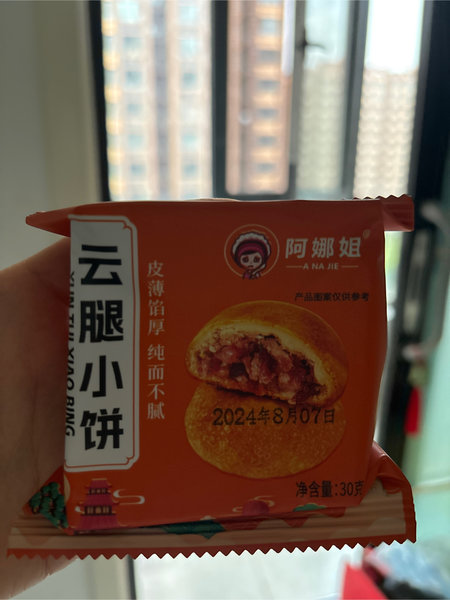 阿娜姐®
A NA JIE
产品图案仅供参考
云腿小饼
YUN TUI XIAO BING
皮薄馅厚 纯而不腻
2024年8月07日
净含量:30克